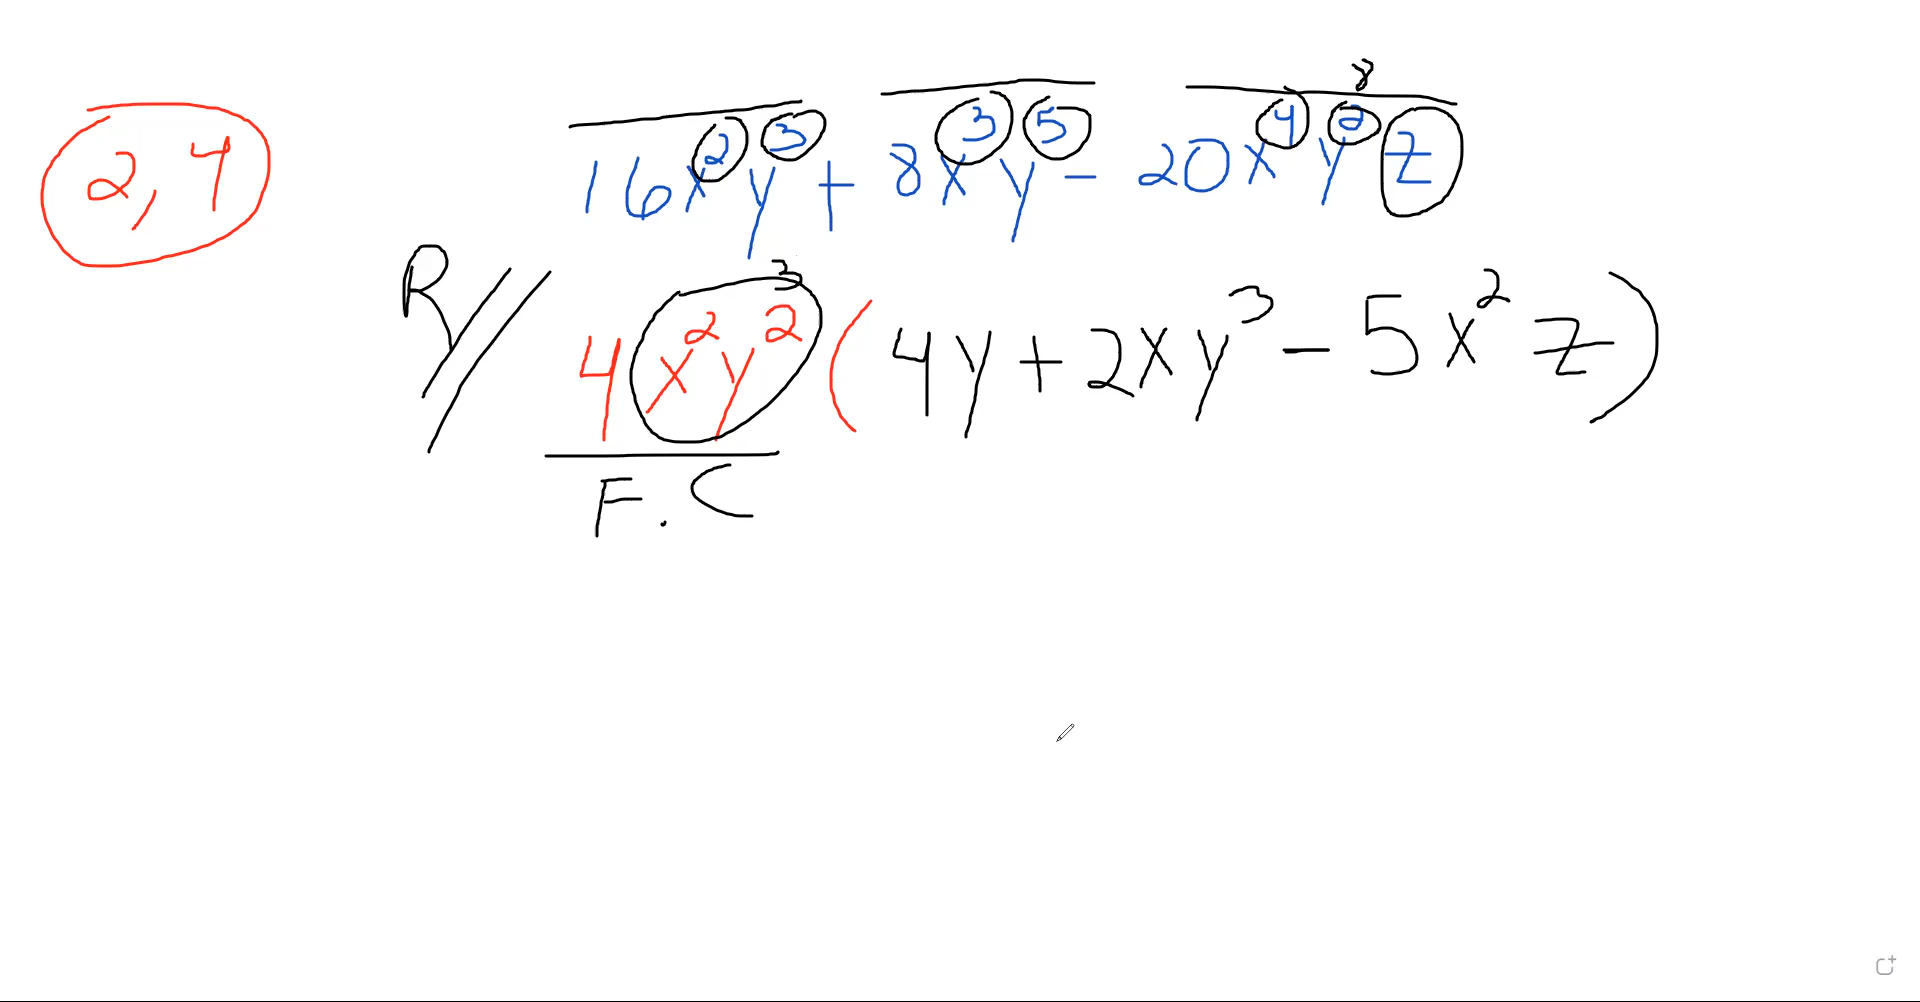 2, 4
16x²y³ + 8x³y⁵ - 20x⁴y²z
R// 4x²y² (4y + 2xy³ - 5x²z)
F.C